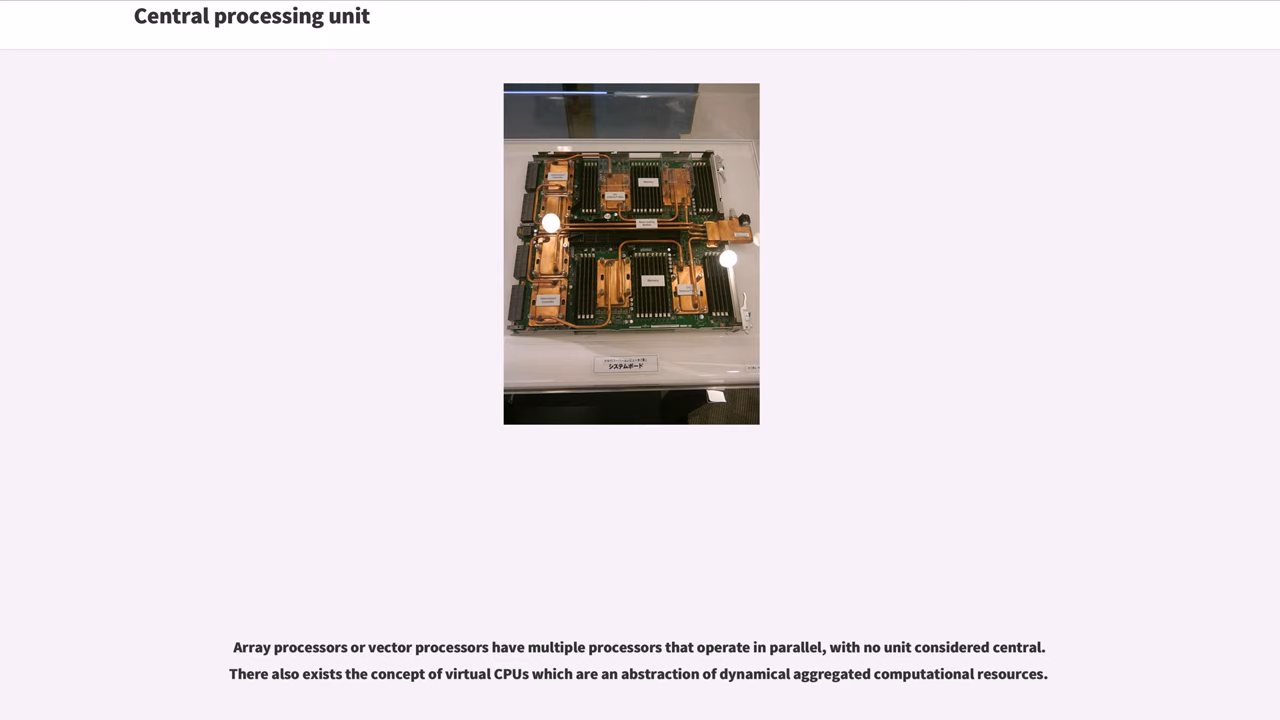 Central processing unit
Memory
Memory
システムボード
Array processors or vector processors have multiple processors that operate in parallel, with no unit considered central.
There also exists the concept of virtual CPUs which are an abstraction of dynamical aggregated computational resources.